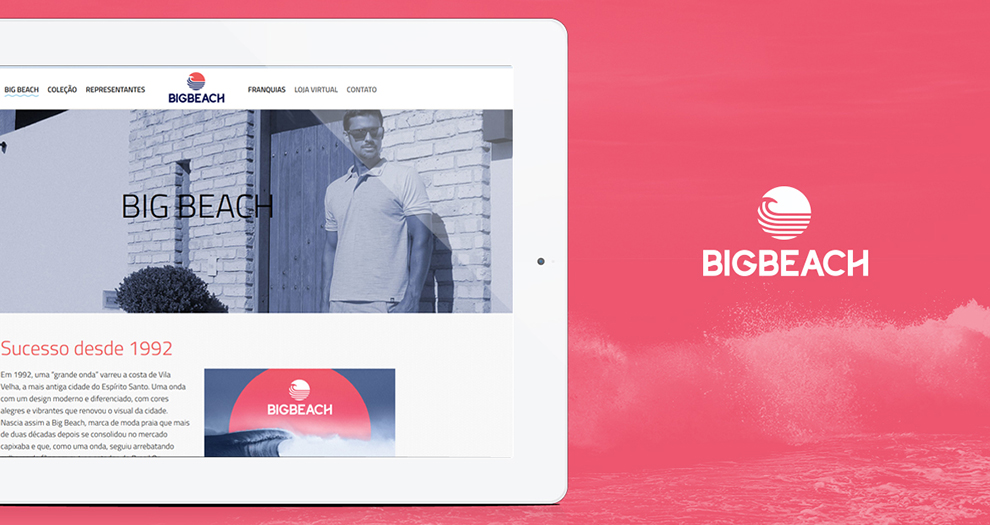 BIG BEACH COLEÇÃO REPRESENTANTES BIGBEACH FRANQUIAS LOJA VIRTUAL CONTATO
BIG BEACH
Sucesso desde 1992
Em 1992, uma "grande onda" varreu a costa de Vila
Velha, a mais antiga cidade do Espírito Santo. Uma onda
com um design moderno e diferenciado, com cores
alegres e vibrantes que renovou o visual da cidade.
Nascia assim a Big Beach, marca de moda praia que mais
de duas décadas depois se consolidou no mercado
capixaba e que, como uma onda, seguiu arrebatando
BIGBEACH
BIGBEACH